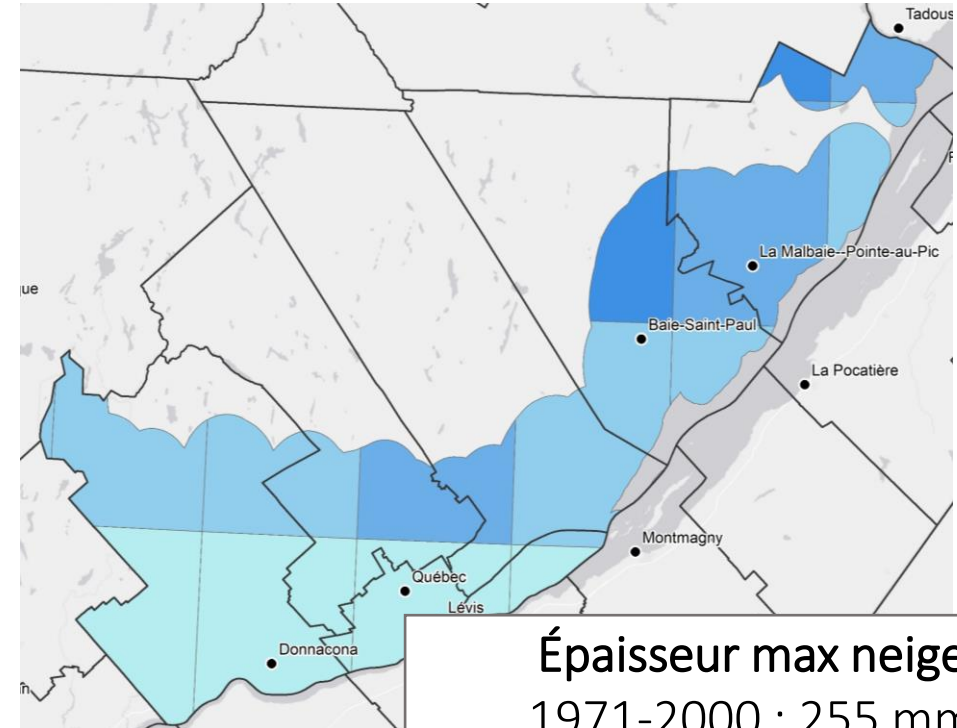 Tadous
ue
La Malbaie--Pointe-au-Pic
Baie-Saint-Paul
La Pocatière
Montmagny
Québec
Lévis
Donnacona
Épaisseur max neige
1971-2000 : 255 mm